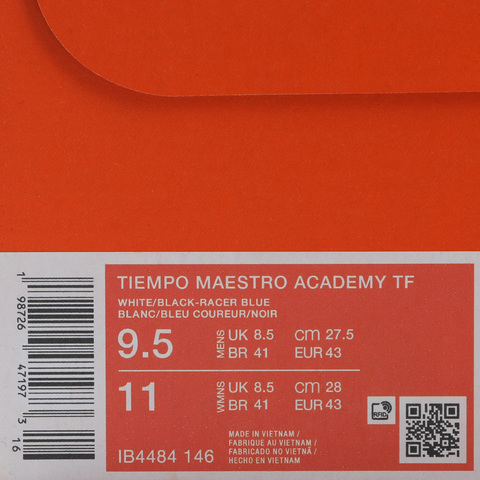 TIEMPO MAESTRO ACADEMY TF
WHITE/BLACK-RACER BLUE
BLANC/BLEU COUREUR/NOIR
9.5 MENS UK 8.5 cm 27.5
BR 41 EUR 43
11 WMNS UK 8.5 cm 28
BR 41 EUR 43
IB4484 146
MADE IN VIETNAM /
FABRIQUE AU VIETNAM /
FABRICADO NO VIETNÃ /
HECHO EN VIETNAM
RFID
1 98726 47197 3 16